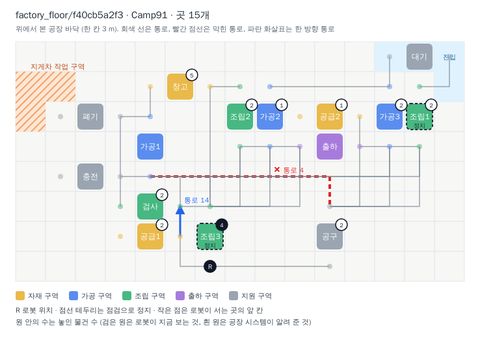 factory_floor/f40cb5a2f3 · Camp91 · 곳 15개
위에서 본 공장 바닥 (한 칸 3 m). 회색 선은 통로, 빨간 점선은 막힌 통로, 파란 화살표는 한 방향 통로
대기
진입
지게차 작업 구역
창고
5
폐기
조립2
2
가공2
1
공급2
1
가공3
2
조립1
2
정지
가공1
출하
충전
✕ 통로 4
검사
2
통로 14
공급1
2
조립3
4
정지
공구
2
R
자재 구역
가공 구역
조립 구역
출하 구역
지원 구역
R 로봇 위치 · 점선 테두리는 점검으로 정지 · 작은 점은 로봇이 서는 곳의 앞 칸
원 안의 수는 놓인 물건 수 (검은 원은 로봇이 지금 보는 것, 흰 원은 공장 시스템이 알려 준 것)